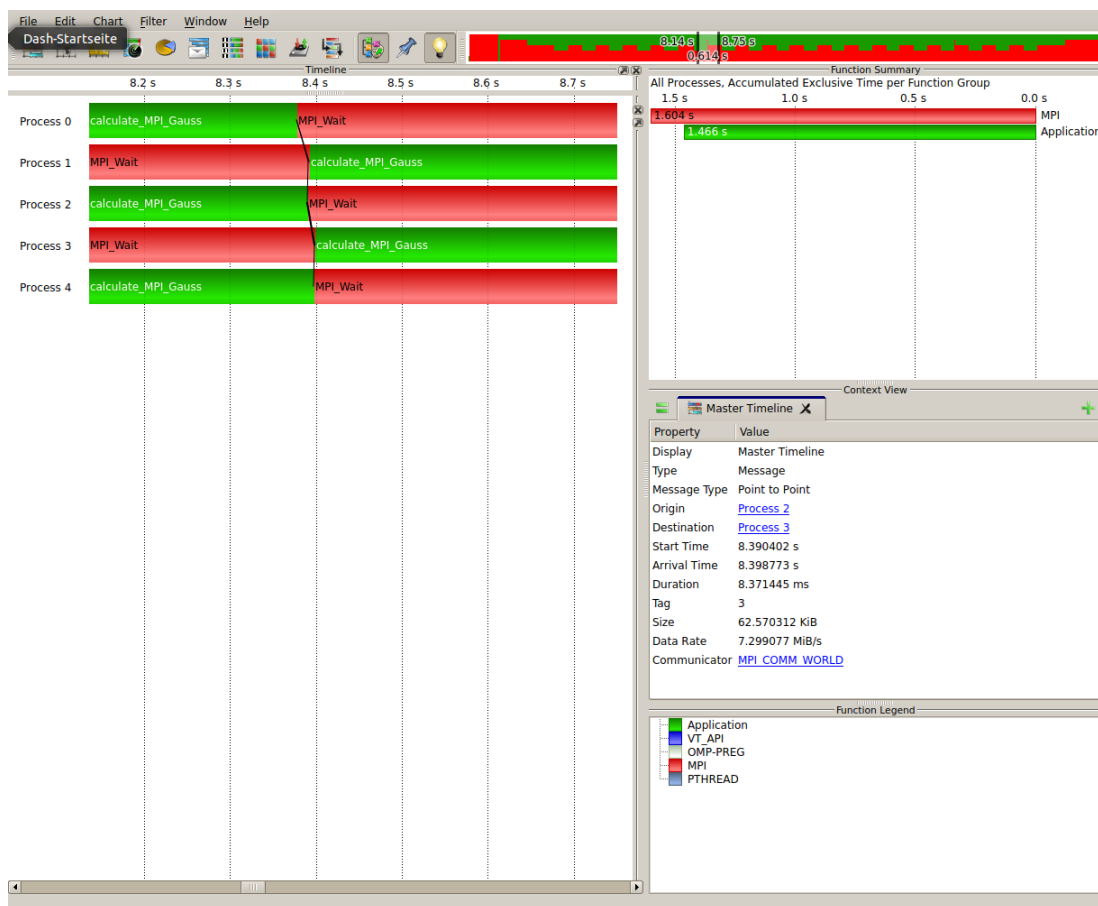 File Edit Chart Filter Window Help
Dash-Startseite
8.14 s 8.75 s
0.614 s
Timeline
8.2 s 8.3 s 8.4 s 8.5 s 8.6 s 8.7 s
Process 0 calculate_MPI_Gauss MPI_Wait
Process 1 MPI_Wait calculate_MPI_Gauss
Process 2 calculate_MPI_Gauss MPI_Wait
Process 3 MPI_Wait calculate_MPI_Gauss
Process 4 calculate_MPI_Gauss MPI_Wait
Function Summary
All Processes, Accumulated Exclusive Time per Function Group
1.5 s 1.0 s 0.5 s 0.0 s
1.604 s MPI
1.466 s Application
Context View
Master Timeline
Property Value
Display Master Timeline
Type Message
Message Type Point to Point
Origin Process 2
Destination Process 3
Start Time 8.390402 s
Arrival Time 8.398773 s
Duration 8.371445 ms
Tag 3
Size 62.570312 KiB
Data Rate 7.299077 MiB/s
Communicator MPI_COMM_WORLD
Function Legend
Application
VT_API
OMP-PREG
MPI
PTHREAD